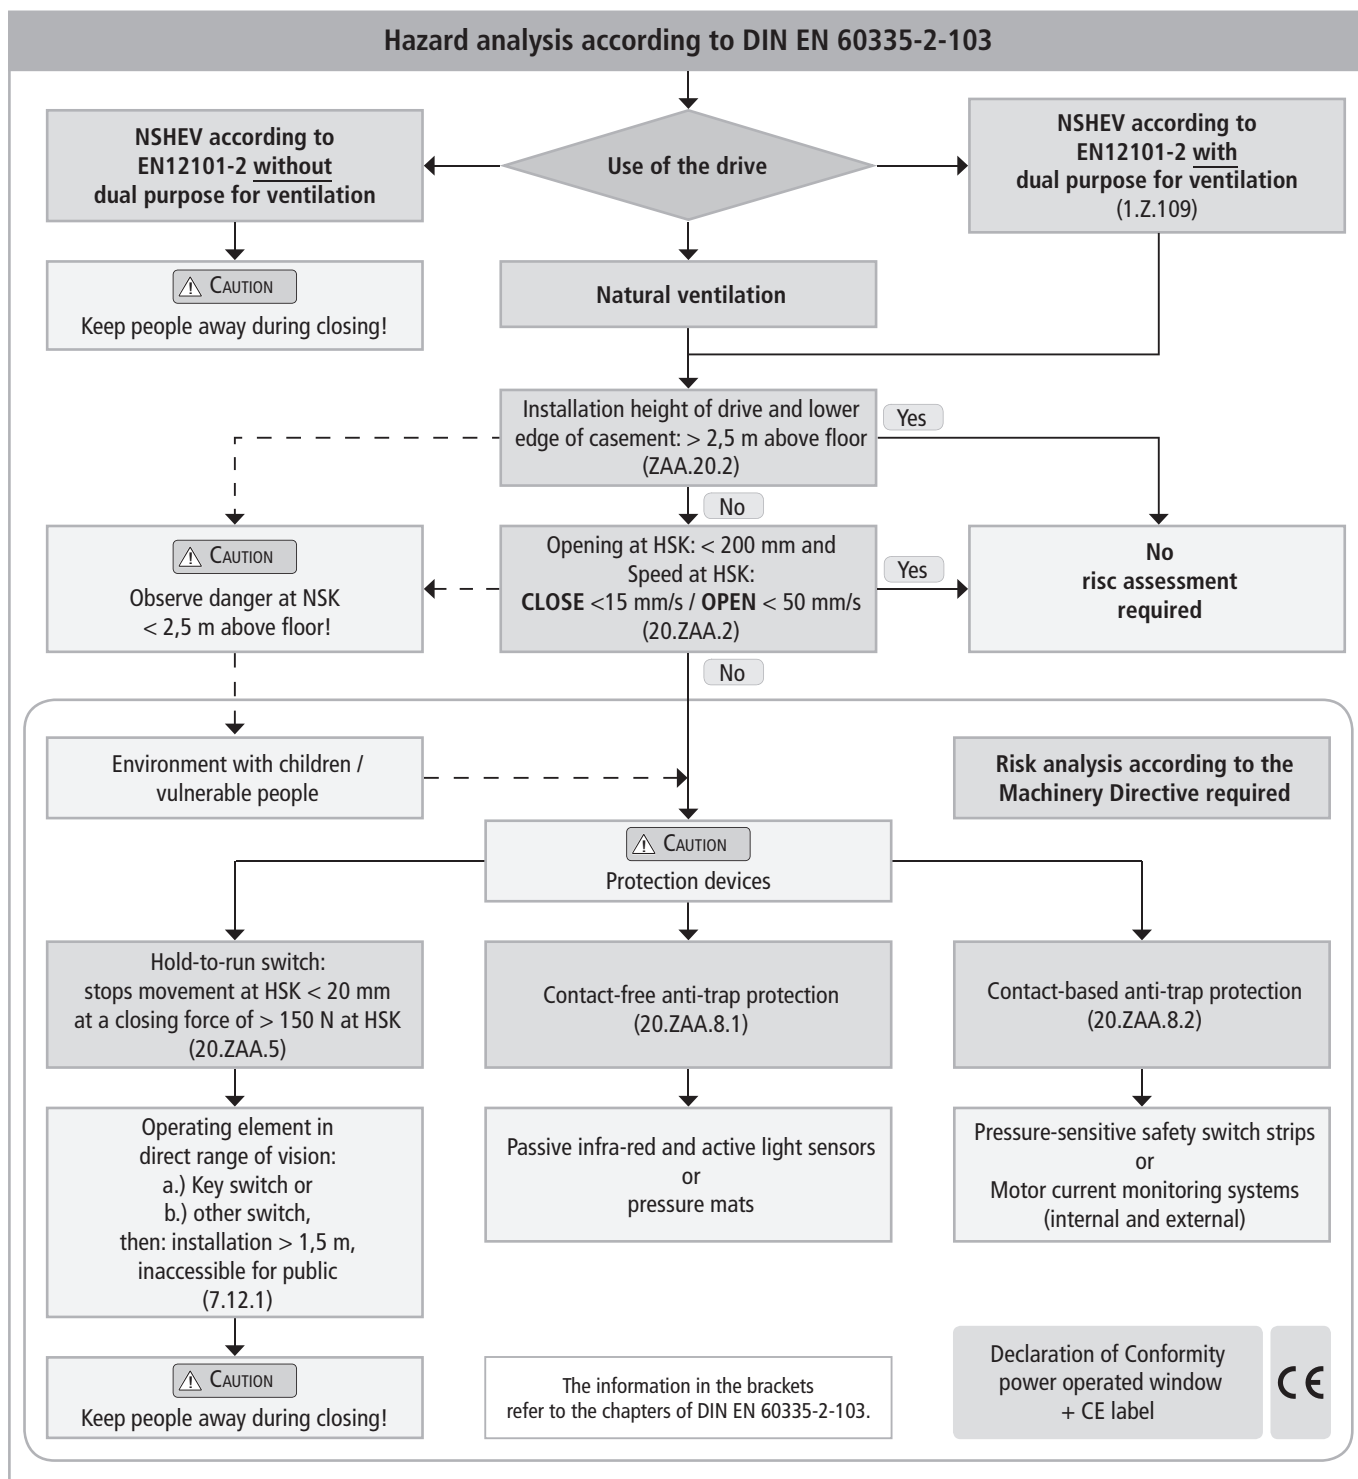 Hazard analysis according to DIN EN 60335-2-103
NSHEV according to
EN12101-2 without
dual purpose for ventilation
Use of the drive
NSHEV according to
EN12101-2 with
dual purpose for ventilation
(1.Z.109)
CAUTION
Keep people away during closing!
Natural ventilation
Installation height of drive and lower
edge of casement: > 2,5 m above floor
(ZAA.20.2)
Yes
No
CAUTION
Observe danger at NSK
< 2,5 m above floor!
Opening at HSK: < 200 mm and
Speed at HSK:
CLOSE <15 mm/s / OPEN < 50 mm/s
(20.ZAA.2)
Yes
No
risc assessment
required
No
Environment with children /
vulnerable people
Risk analysis according to the
Machinery Directive required
CAUTION
Protection devices
Hold-to-run switch:
stops movement at HSK < 20 mm
at a closing force of > 150 N at HSK
(20.ZAA.5)
Contact-free anti-trap protection
(20.ZAA.8.1)
Contact-based anti-trap protection
(20.ZAA.8.2)
Operating element in
direct range of vision:
a.) Key switch or
b.) other switch,
then: installation > 1,5 m,
inaccessible for public
(7.12.1)
Passive infra-red and active light sensors
or
pressure mats
Pressure-sensitive safety switch strips
or
Motor current monitoring systems
(internal and external)
CAUTION
Keep people away during closing!
The information in the brackets
refer to the chapters of DIN EN 60335-2-103.
Declaration of Conformity
power operated window
+ CE label
CE